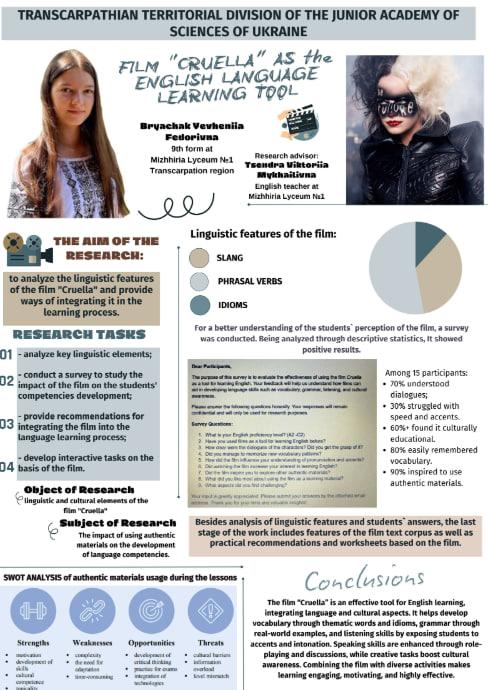 TRANSCARPATHIAN TERRITORIAL DIVISION OF THE JUNIOR ACADEMY OF
SCIENCES OF UKRAINE
FILM "CRUELLA" AS the
ENGLISH LANGUAGE
LEARNING TOOL
Bryachak Yevheniia
Fedorivna
9th form at
Mizhhiria Lyceum №1
Transcarpation region
Research advisor:
Tsendra Viktoriia
Mykhailivna
English teacher at
Mizhhiria Lyceum №1
THE AIM OF THE
RESEARCH:
to analyze the linguistic features
of the film "Cruella" and provide
ways of integrating it in the
learning process.
RESEARCH TASKS
01 - analyze key linguistic elements;
02 - conduct a survey to study the
impact of the film on the students'
competencies development;
03 - provide recommendations for
integrating the film into the
language learning process;
04 - develop interactive tasks on the
basis of the film.
Object of Research
linguistic and cultural elements of the
film "Cruella"
Subject of Research
The impact of using authentic
materials on the development
of language competencies.
Linguistic features of the film:
SLANG
PHRASAL VERBS
IDIOMS
For a better understanding of the students` perception of the film, a survey
was conducted. Being analyzed through descriptive statistics, It showed
positive results.
Dear Participants,
The purpose of this survey is to evaluate the effectiveness of using the film Cruella
as a tool for learning English. Your feedback will help us understand how films can
aid in developing language skills such as vocabulary, grammar, listening, and cultural
awareness.
Please answer the following questions honestly. Your responses will remain
confidential and will only be used for research purposes.
Survey Questions:
1. What is your English proficiency level? (A2-C2)
2. Have you used films as a tool for learning English before?
3. How clear were the dialogues of the characters? Did you get the grasp of it?
4. Did you manage to memorize new vocabulary patterns?
5. How did the film influence your understanding of pronunciation and accents?
6. Did watching the film increase your interest in learning English?
7. Did the film inspire you to explore other authentic materials?
8. What did you like most about using the film as a learning material?
9. What aspects did you find challenging?
Your input is greatly appreciated. Please submit your answers by the attached email
Among 15 participants:
• 70% understood
dialogues;
• 30% struggled with
speed and accents.
• 60%+ found it culturally
educational.
• 80% easily remembered
vocabulary.
• 90% inspired to use
authentic materials.
Besides analysis of linguistic features and students` answers, the last
stage of the work includes features of the film text corpus as well as
practical recommendations and worksheets based on the film.
SWOT ANALYSIS of authentic materials usage during the lessons
Strengths
• motivation
• development of
skills
• cultural
competence
• topicality
Weaknesses
• complexity
• the need for
adaptation
• time-consuming
Opportunities
• development of
critical thinking
• practice for exams
• integration of
technologies
Threats
• cultural barriers
• information
overload
• level mismatch
Conclusions
The film "Cruella" is an effective tool for English learning,
integrating language and cultural aspects. It helps develop
vocabulary through thematic words and idioms, grammar through
real-world examples, and listening skills by exposing students to
accents and intonation. Speaking skills are enhanced through role-
playing and discussions, while creative tasks boost cultural
awareness. Combining the film with diverse activities makes
learning engaging, motivating, and highly effective.